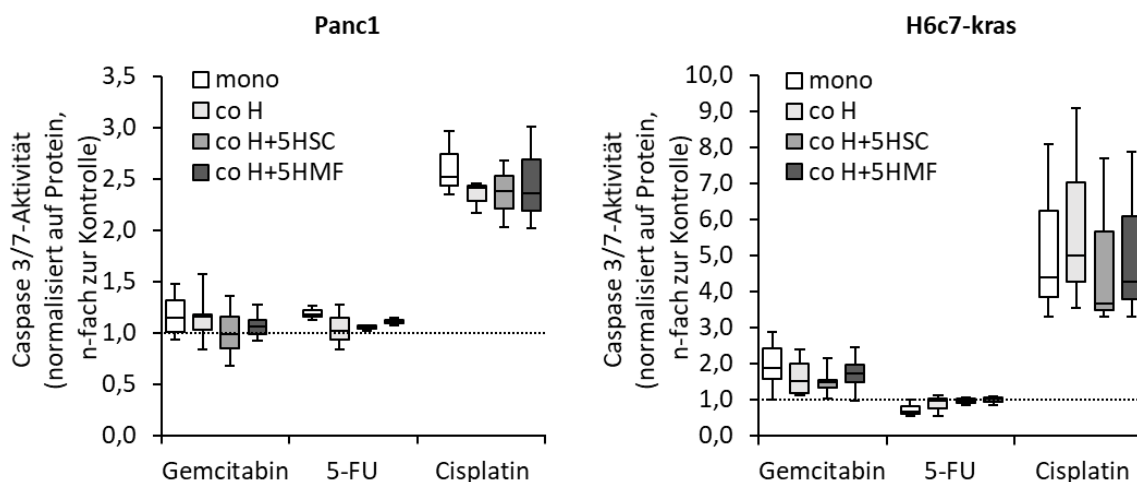 Panc1
Caspase 3/7-Aktivität
(normalisiert auf Protein,
n-fach zur Kontrolle)
3,5
3,0
2,5
2,0
1,5
1,0
0,5
0,0
mono
co H
co H+5HSC
co H+5HMF
Gemcitabin 5-FU Cisplatin
H6c7-kras
Caspase 3/7-Aktivität
(normalisiert auf Protein,
n-fach zur Kontrolle)
10,0
9,0
8,0
7,0
6,0
5,0
4,0
3,0
2,0
1,0
0,0
mono
co H
co H+5HSC
co H+5HMF
Gemcitabin 5-FU Cisplatin